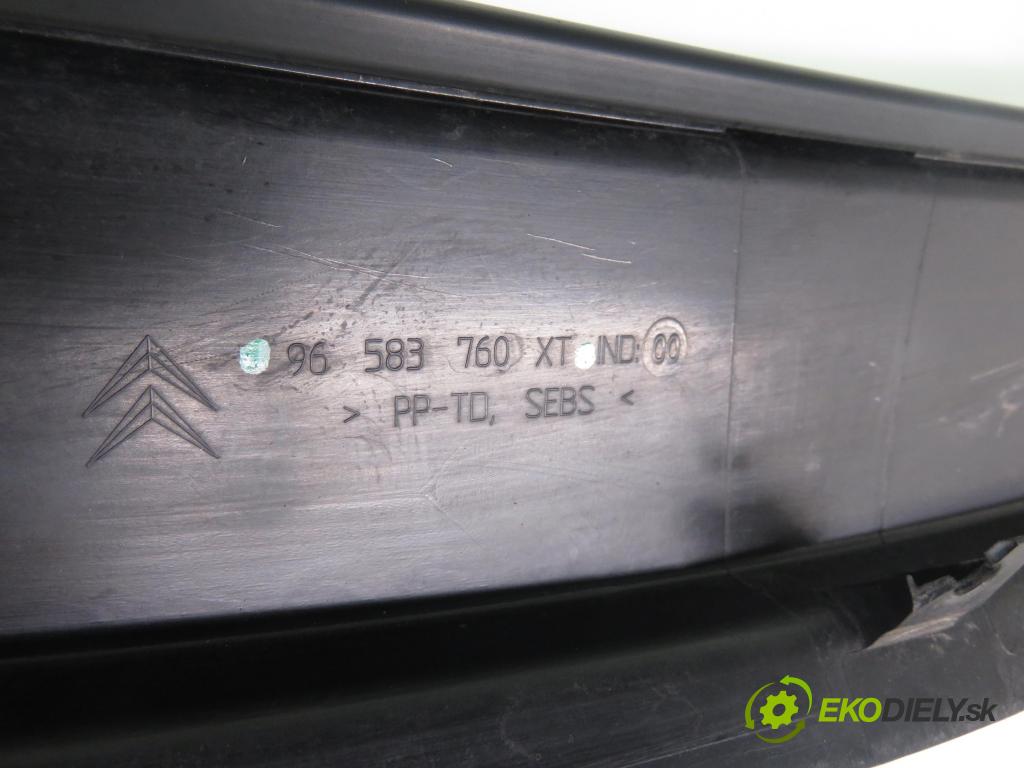 96 583 760 XT IND: 00
> PP-TD, SEBS <
EKODIELY.sk